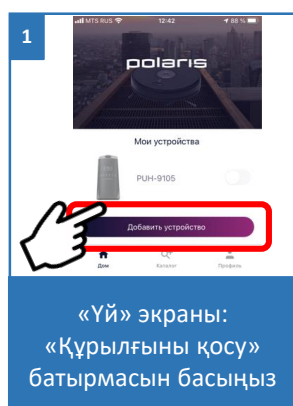 1
MTS RUS 12:42 88 %
polaris
Мои устройства
PUH-9105
Добавить устройство
Дом Каталог Профиль
«Үй» экраны:
«Құрылғыны қосу»
батырмасын басыңыз